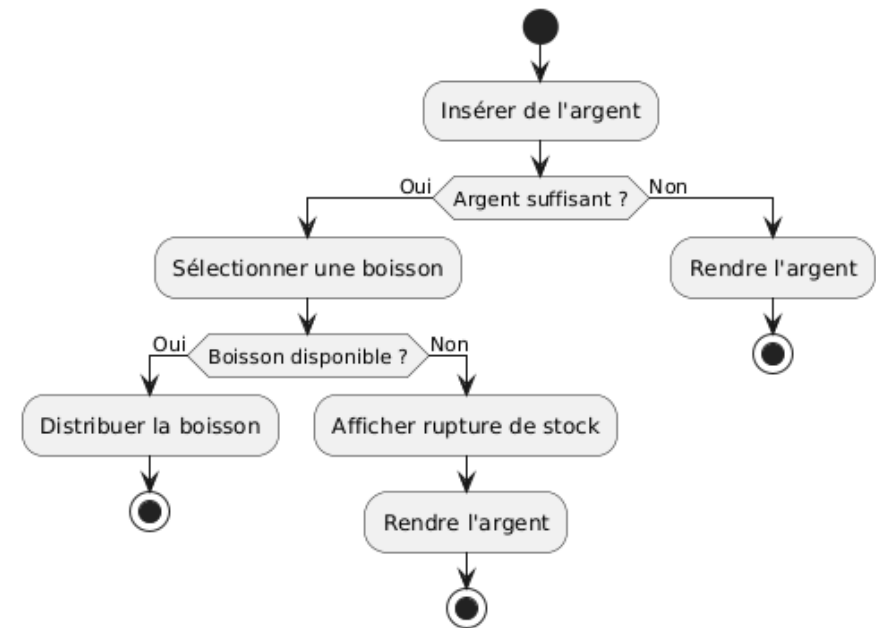 Insérer de l'argent
Oui
Argent suffisant ?
Non
Sélectionner une boisson
Rendre l'argent
Oui
Boisson disponible ?
Non
Distribuer la boisson
Afficher rupture de stock
Rendre l'argent